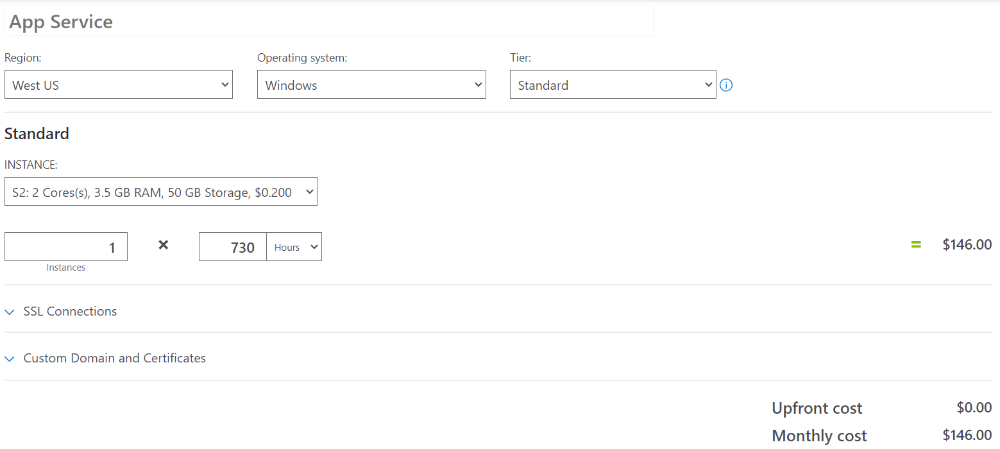 App Service
Region: Operating system: Tier:
West US Windows Standard
Standard
INSTANCE:
S2: 2 Cores(s), 3.5 GB RAM, 50 GB Storage, $0.200
1 × 730 Hours = $146.00
Instances
SSL Connections
Custom Domain and Certificates
Upfront cost $0.00
Monthly cost $146.00